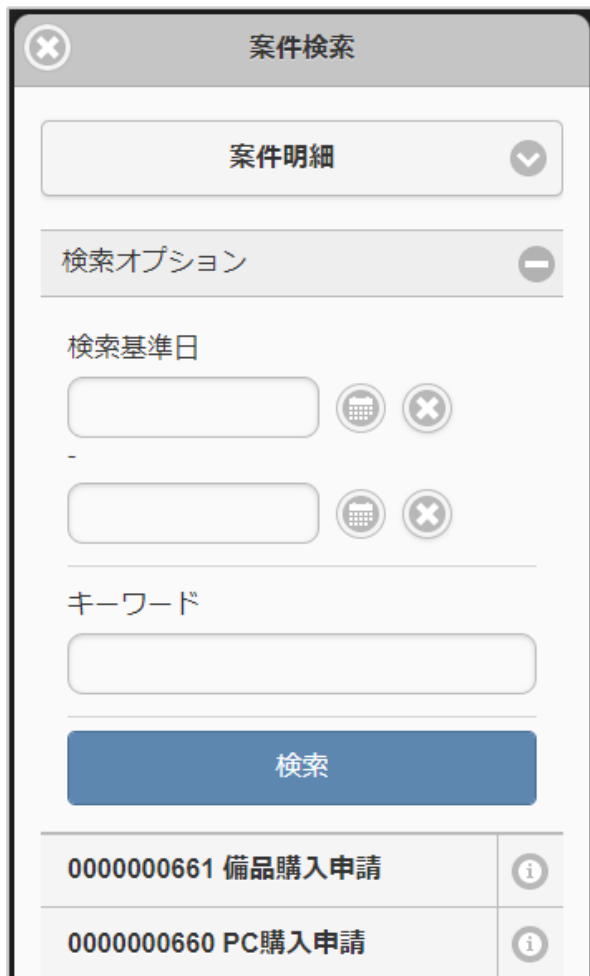 案件検索
案件明細
検索オプション
検索基準日
-
キーワード
検索
0000000661 備品購入申請
0000000660 PC購入申請